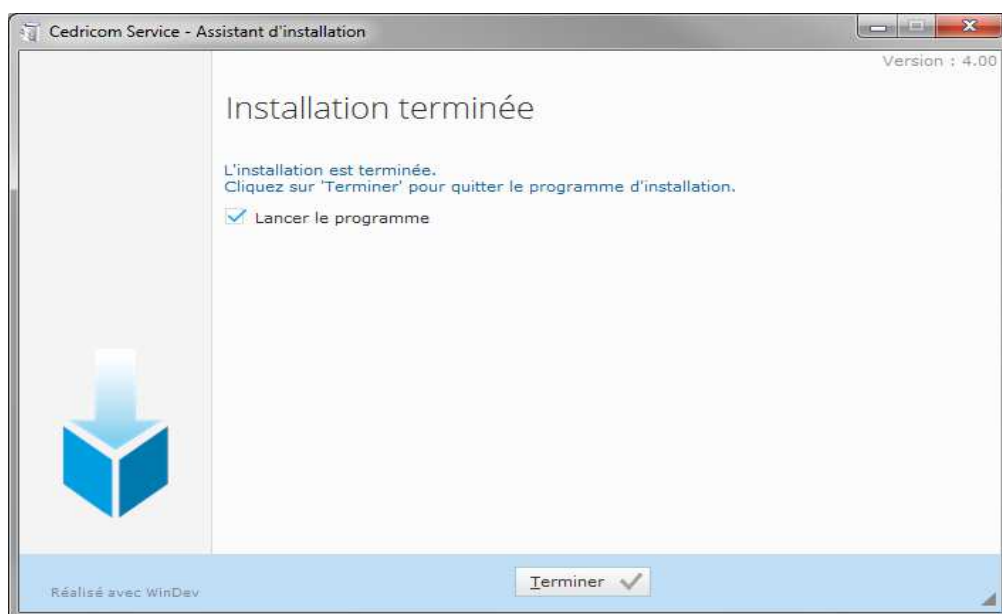 Cedricom Service - Assistant d'installation
Version : 4.00
Installation terminée
L'installation est terminée.
Cliquez sur 'Terminer' pour quitter le programme d'installation.
Lancer le programme
Terminer
Réalisé avec WinDev